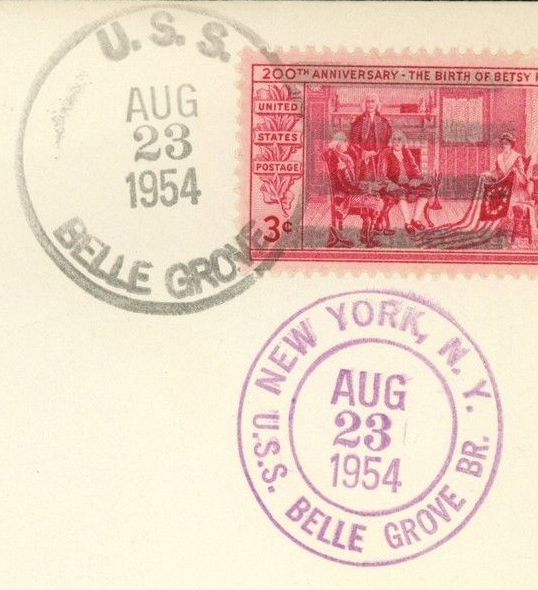 U. S. S.
AUG
23
1954
BELLE GROVE
200TH ANNIVERSARY - THE BIRTH OF BETSY
UNITED
STATES
POSTAGE
3¢
NEW YORK, N. Y.
AUG
23
1954
U.S.S. BELLE GROVE BR.